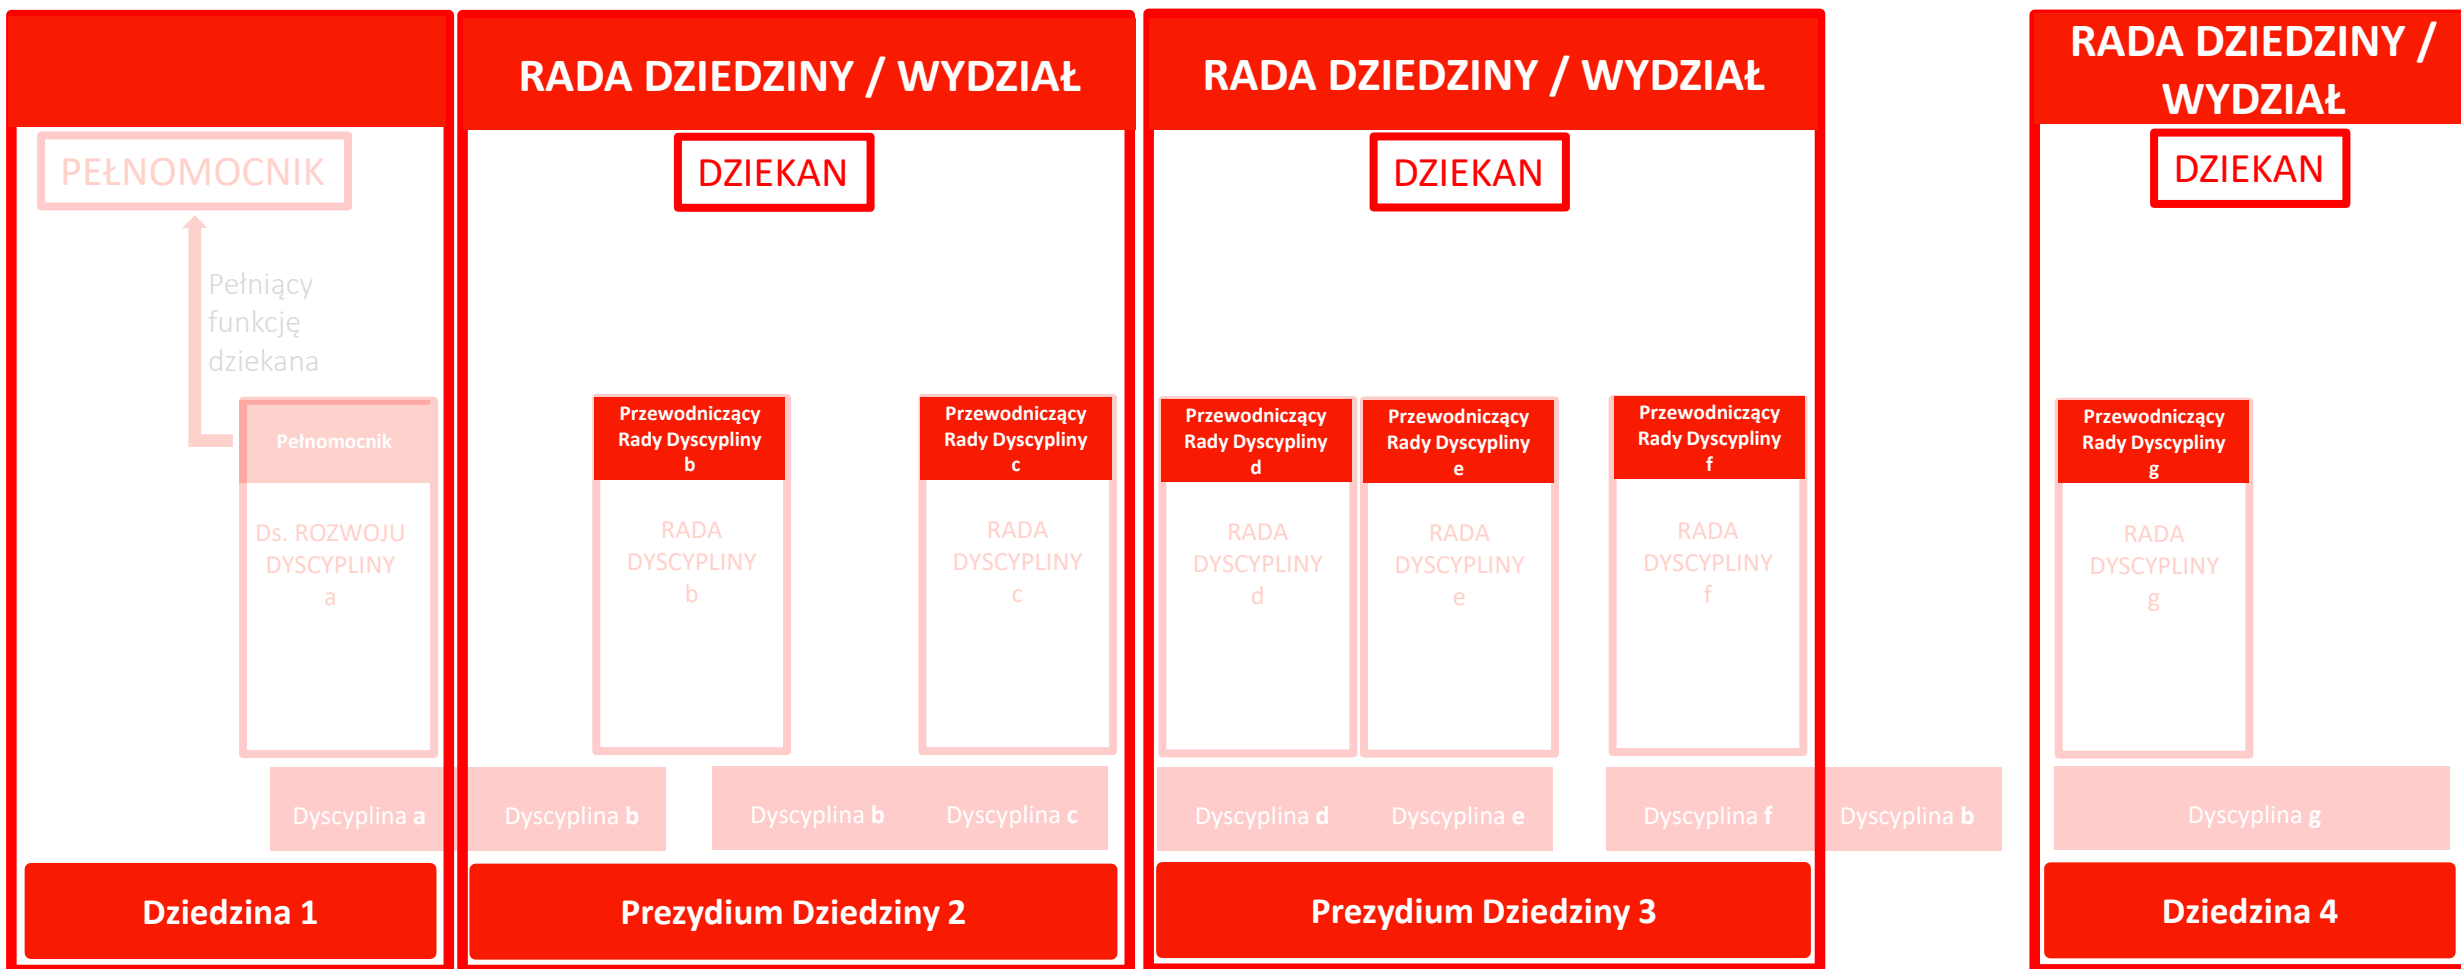 RADA DZIEDZINY / WYDZIAŁ
RADA DZIEDZINY / WYDZIAŁ
RADA DZIEDZINY /
WYDZIAŁ
PEŁNOMOCNIK
DZIEKAN
DZIEKAN
DZIEKAN
Pełniący
funkcję
dziekana
Pełnomocnik
Ds. ROZWOJU
DYSCYPLINY
a
Przewodniczący
Rady Dyscypliny
b
RADA
DYSCYPLINY
b
Przewodniczący
Rady Dyscypliny
c
RADA
DYSCYPLINY
c
Przewodniczący
Rady Dyscypliny
d
RADA
DYSCYPLINY
d
Przewodniczący
Rady Dyscypliny
e
RADA
DYSCYPLINY
e
Przewodniczący
Rady Dyscypliny
f
RADA
DYSCYPLINY
f
Przewodniczący
Rady Dyscypliny
g
RADA
DYSCYPLINY
g
Dyscyplina a
Dyscyplina b
Dyscyplina b
Dyscyplina c
Dyscyplina d
Dyscyplina e
Dyscyplina f
Dyscyplina b
Dyscyplina g
Dziedzina 1
Prezydium Dziedziny 2
Prezydium Dziedziny 3
Dziedzina 4